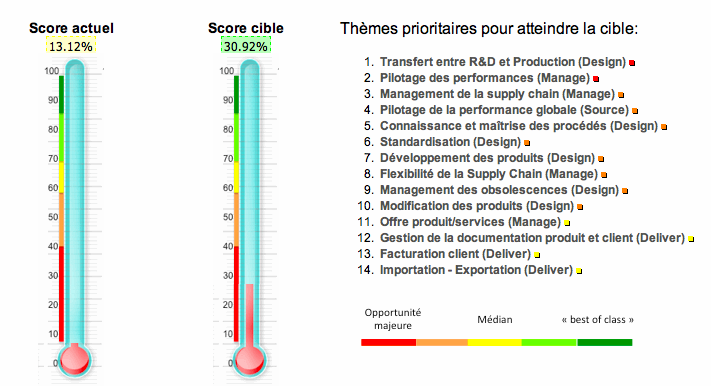 Score actuel
13.12%
100
90
80
70
60
50
40
30
20
10
0
Score cible
30.92%
100
90
80
70
60
50
40
30
20
10
0
Thèmes prioritaires pour atteindre la cible:
1. Transfert entre R&D et Production (Design)
2. Pilotage des performances (Manage)
3. Management de la supply chain (Manage)
4. Pilotage de la performance globale (Source)
5. Connaissance et maîtrise des procédés (Design)
6. Standardisation (Design)
7. Développement des produits (Design)
8. Flexibilité de la Supply Chain (Manage)
9. Management des obsolescences (Design)
10. Modification des produits (Design)
11. Offre produit/services (Manage)
12. Gestion de la documentation produit et client (Deliver)
13. Facturation client (Deliver)
14. Importation - Exportation (Deliver)
Opportunité
majeure
Médian
« best of class »